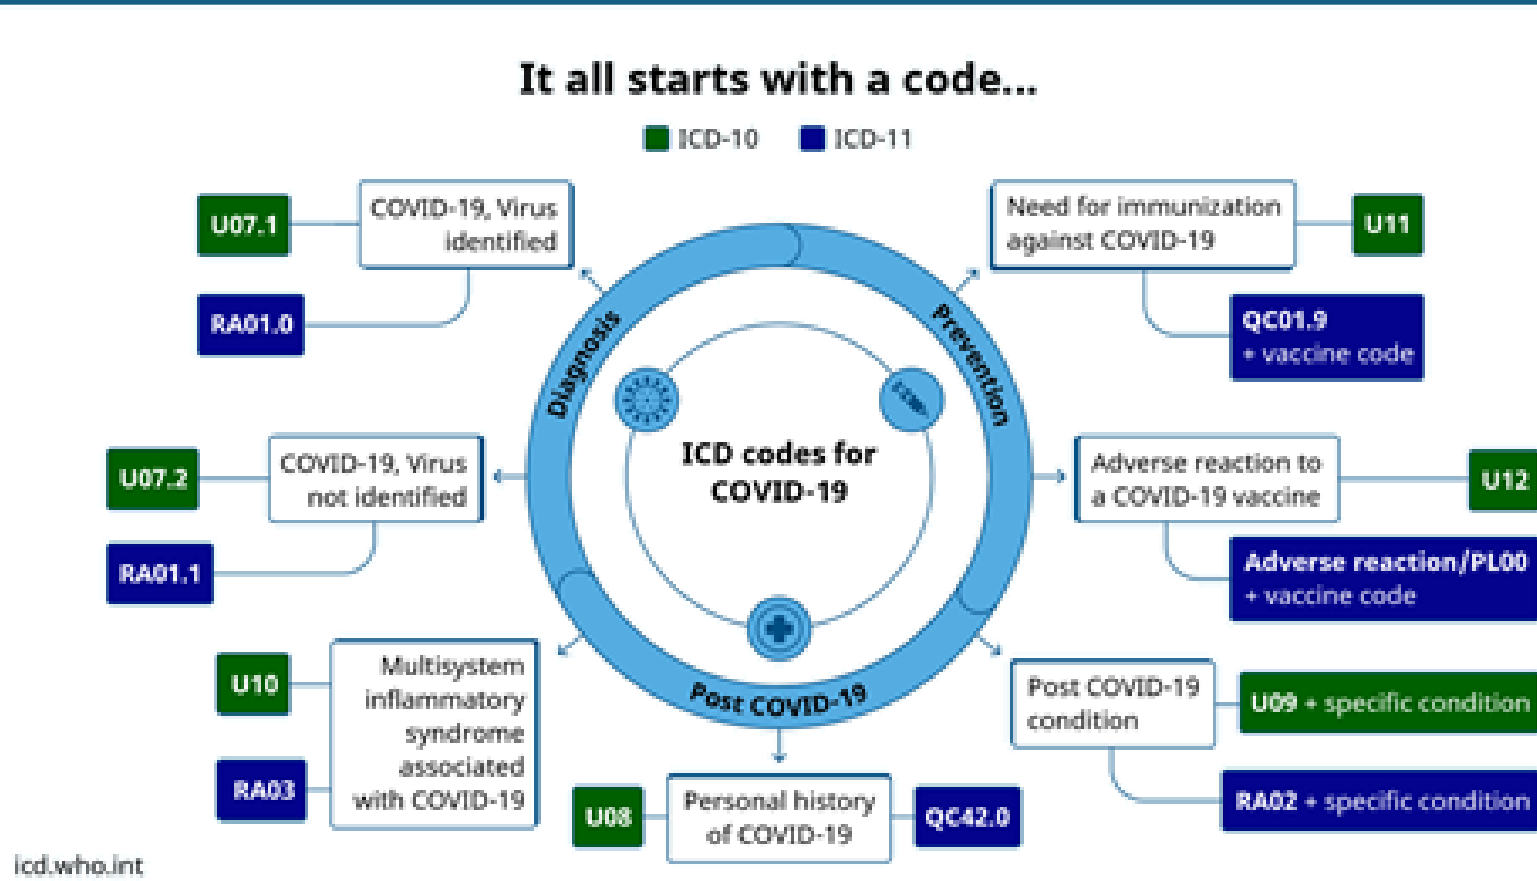 It all starts with a code...
ICD-10
ICD-11
U07.1
COVID-19, Virus
identified
RA01.0
Need for immunization
against COVID-19
U11
QC01.9
+ vaccine code
Diagnosis
Prevention
ICD codes for
COVID-19
U07.2
COVID-19, Virus
not identified
RA01.1
Adverse reaction to
a COVID-19 vaccine
U12
Adverse reaction/PL00
+ vaccine code
U10
Multisystem
inflammatory
syndrome
associated
with COVID-19
RA03
Post COVID-19
Post COVID-19
condition
U09 + specific condition
RA02 + specific condition
U08
Personal history
of COVID-19
QC42.0
icd.who.int